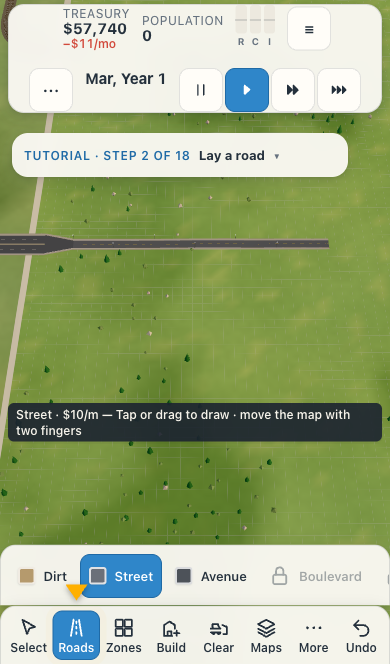 TREASURY
$57,740
−$11/mo
POPULATION
0
R C I
Mar, Year 1
TUTORIAL · STEP 2 OF 18 Lay a road
Street · $10/m — Tap or drag to draw · move the map with
two fingers
Dirt
Street
Avenue
Boulevard
Select
Roads
Zones
Build
Clear
Maps
More
Undo